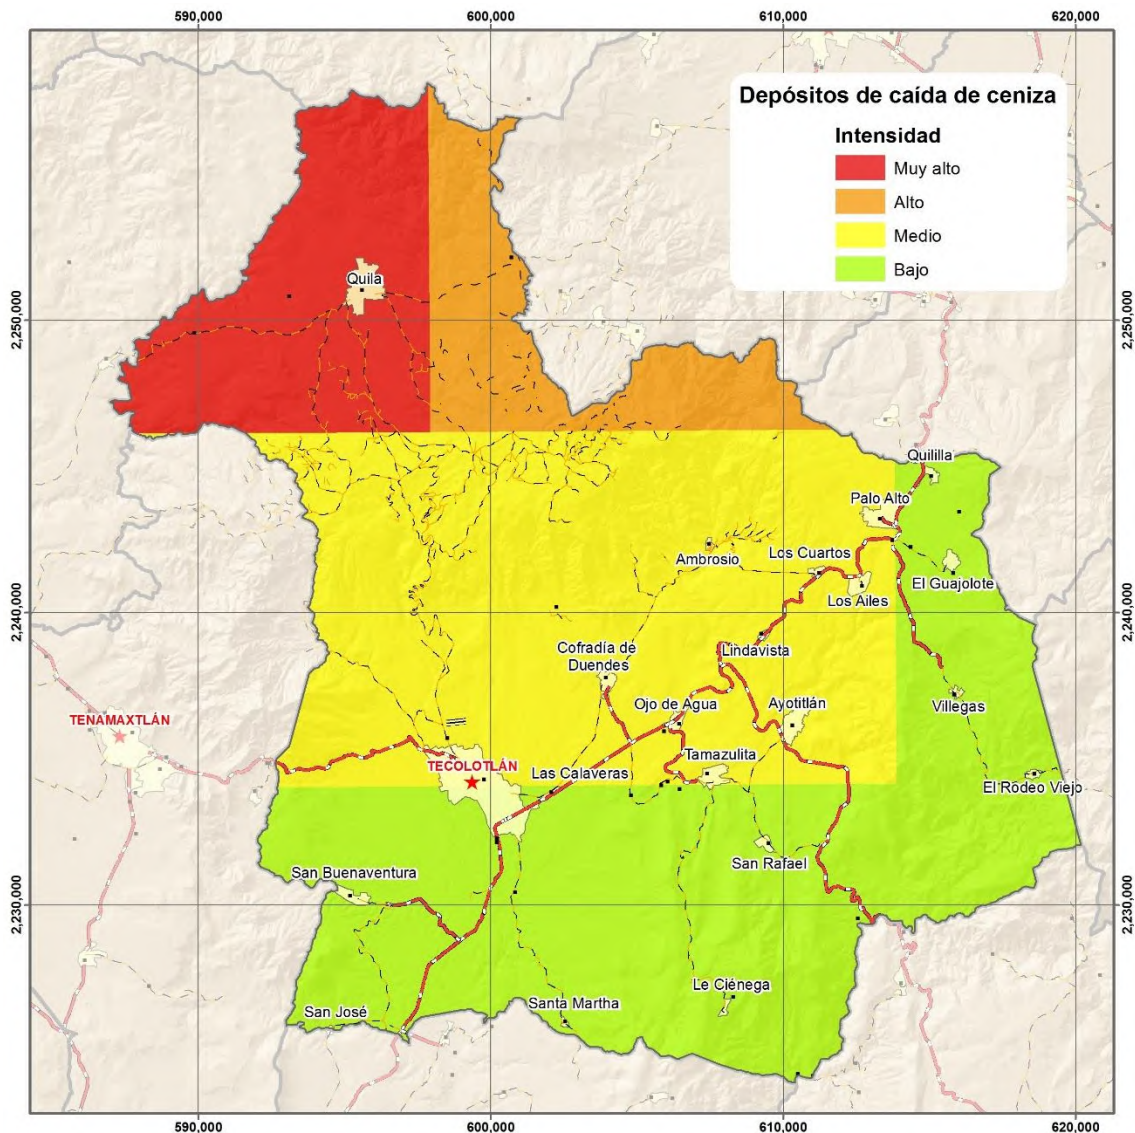 590,000
600,000
610,000
620,000
Depósitos de caída de ceniza
Intensidad
Muy alto
Alto
Medio
Bajo
Quila
2,250,000
2,250,000
Quililla
Palo Alto
Los Cuartos
Ambrosio
El Guajolote
Los Ailes
2,240,000
2,240,000
Cofradía de
Duendes
Lindavista
Ojo de Agua
Ayotitlán
Villegas
TENAMAXTLÁN
Tamazulita
TECOLOTLÁN
Las Calaveras
El Rodeo Viejo
San Rafael
San Buenaventura
2,230,000
2,230,000
Le Ciénega
Santa Martha
San José
590,000
600,000
610,000
620,000